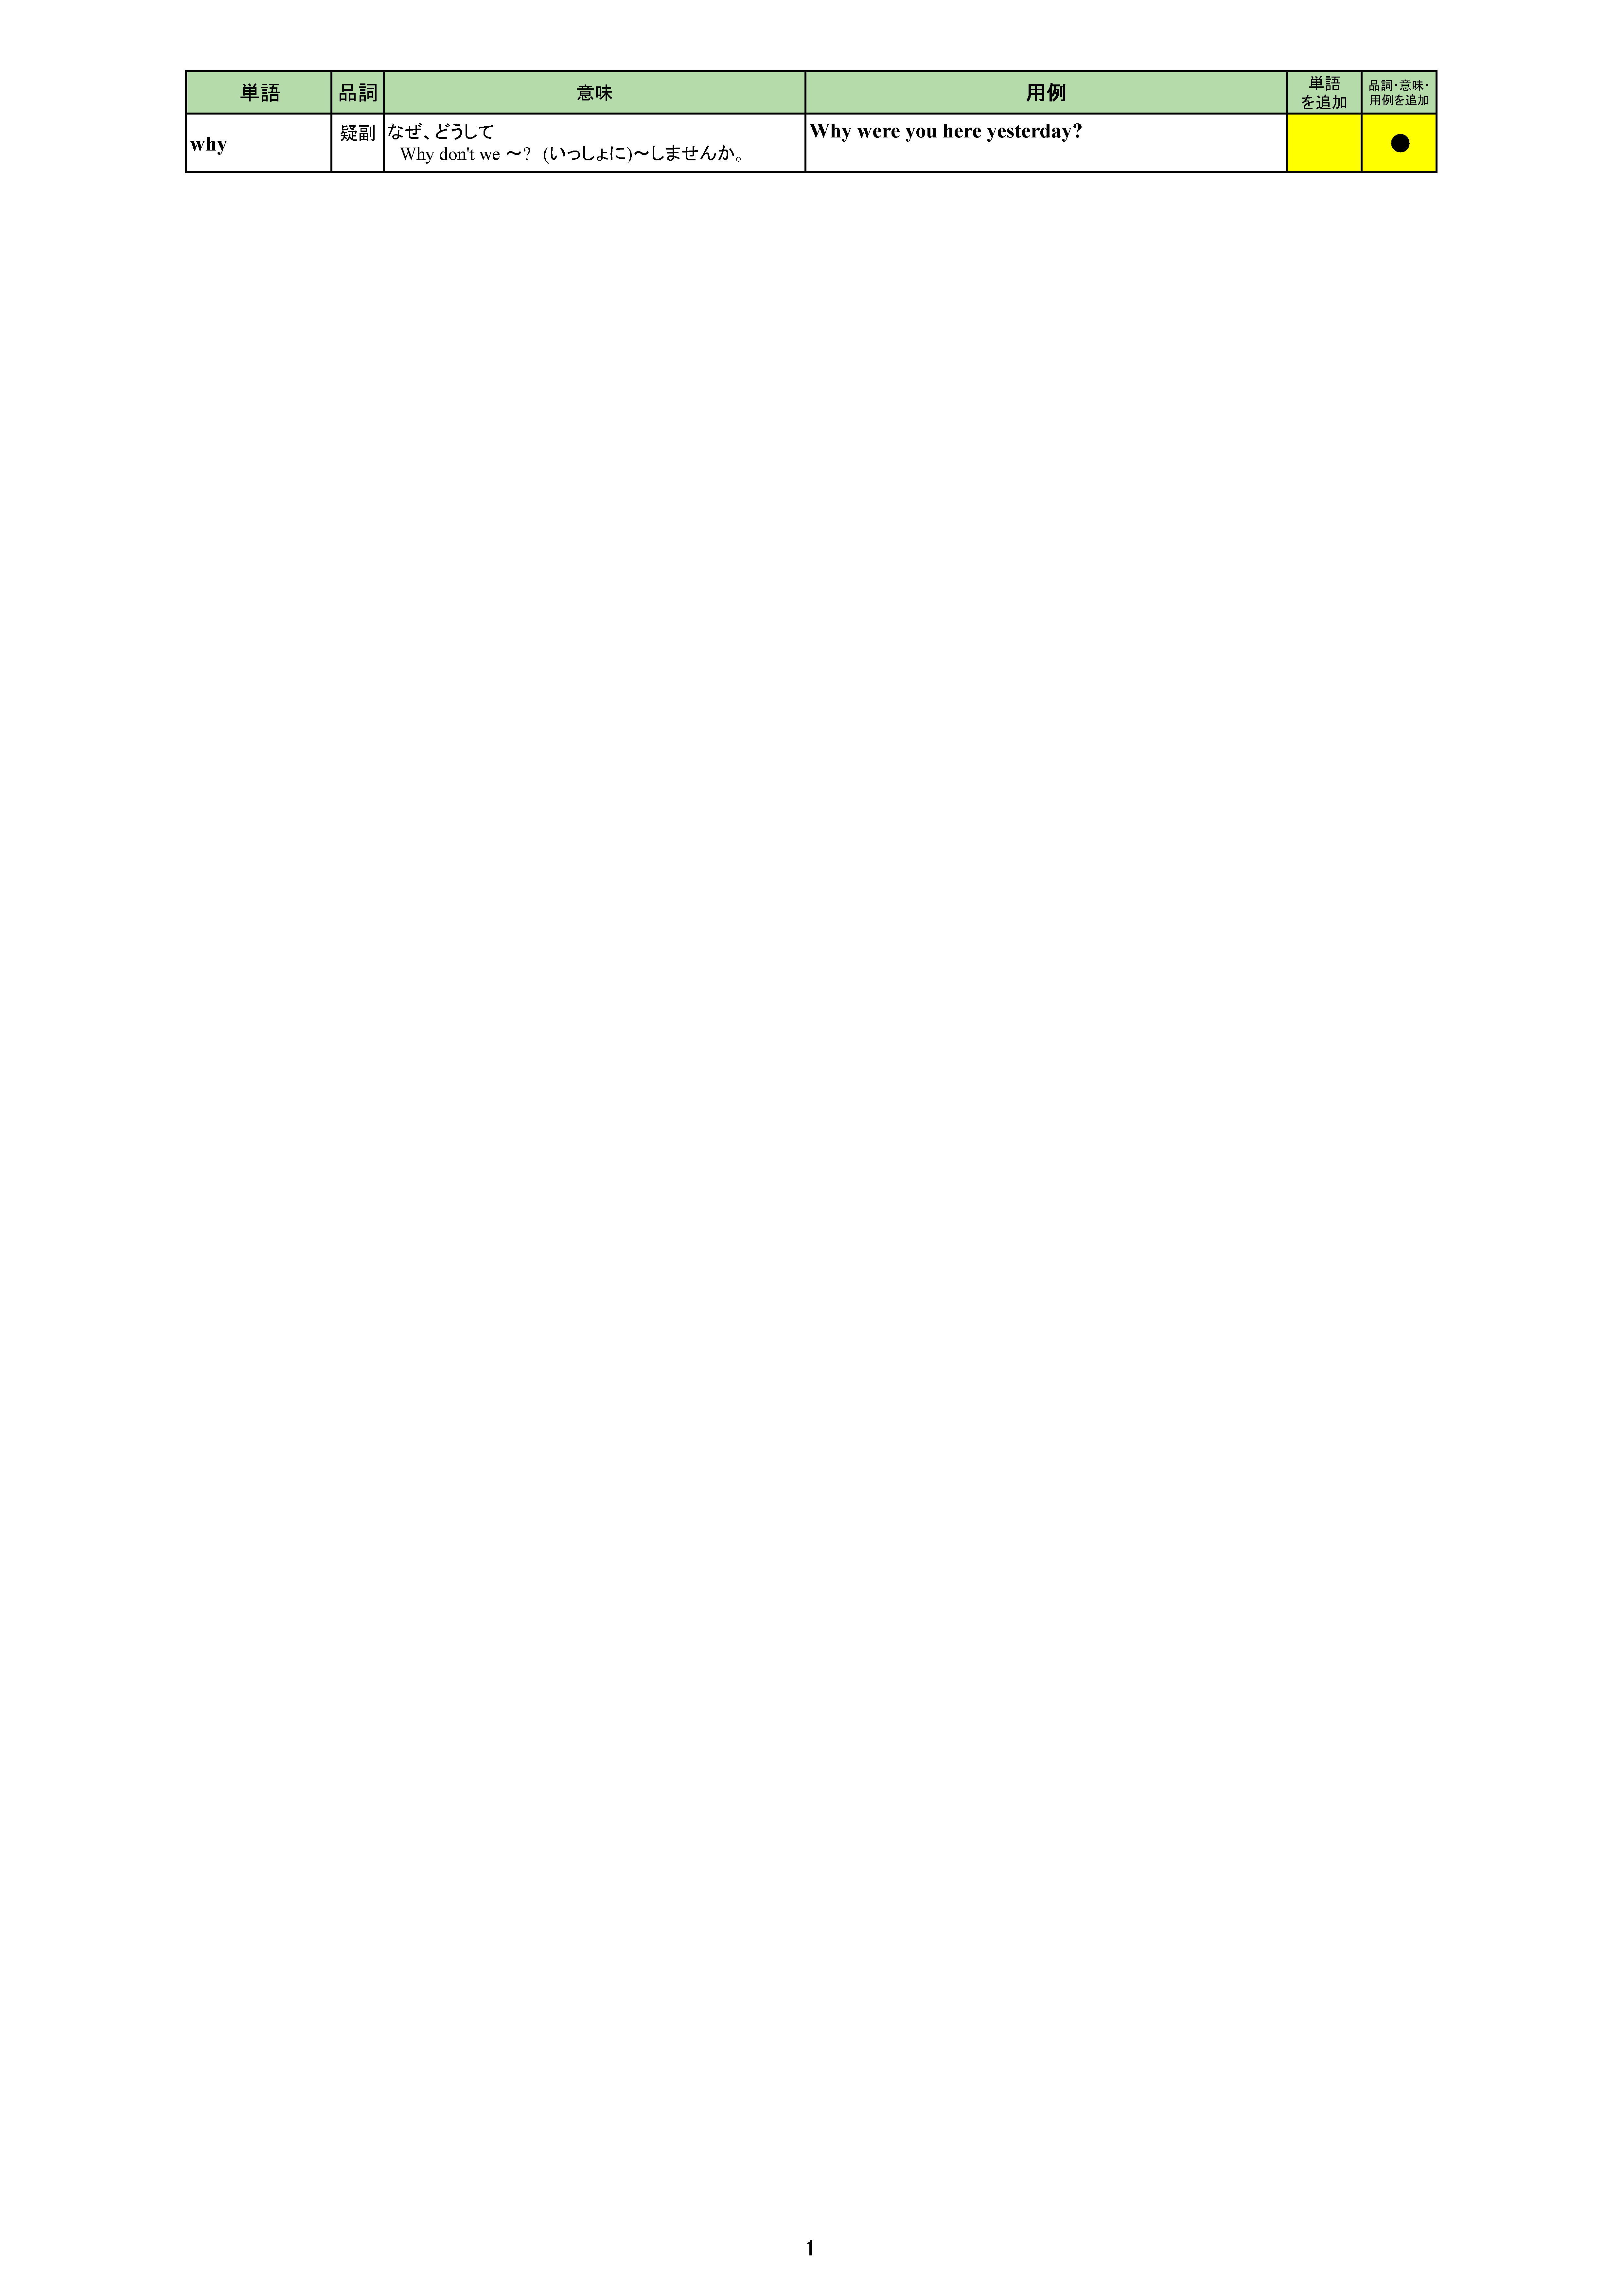 単語 品詞 意味 用例 単語を追加 品詞・意味・用例を追加
why 疑副 なぜ、どうして Why were you here yesterday? ●
Why don't we ～? (いっしょに)～しませんか。
1